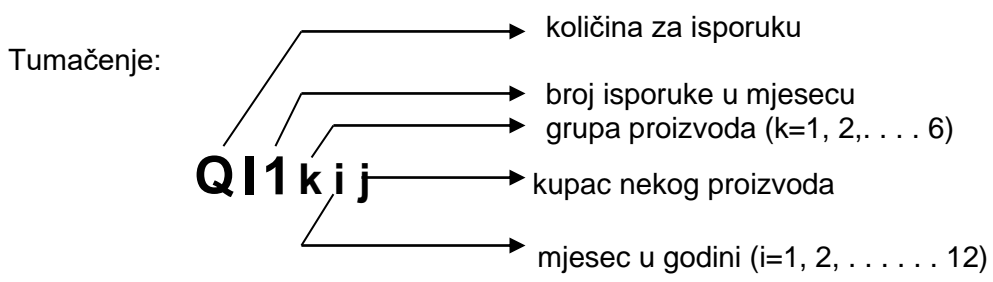 količina za isporuku
Tumačenje:
broj isporuke u mjesecu
grupa proizvoda (k=1, 2,. . . . 6)
QI1kij
kupac nekog proizvoda
mjesec u godini (i=1, 2, . . . . . . 12)